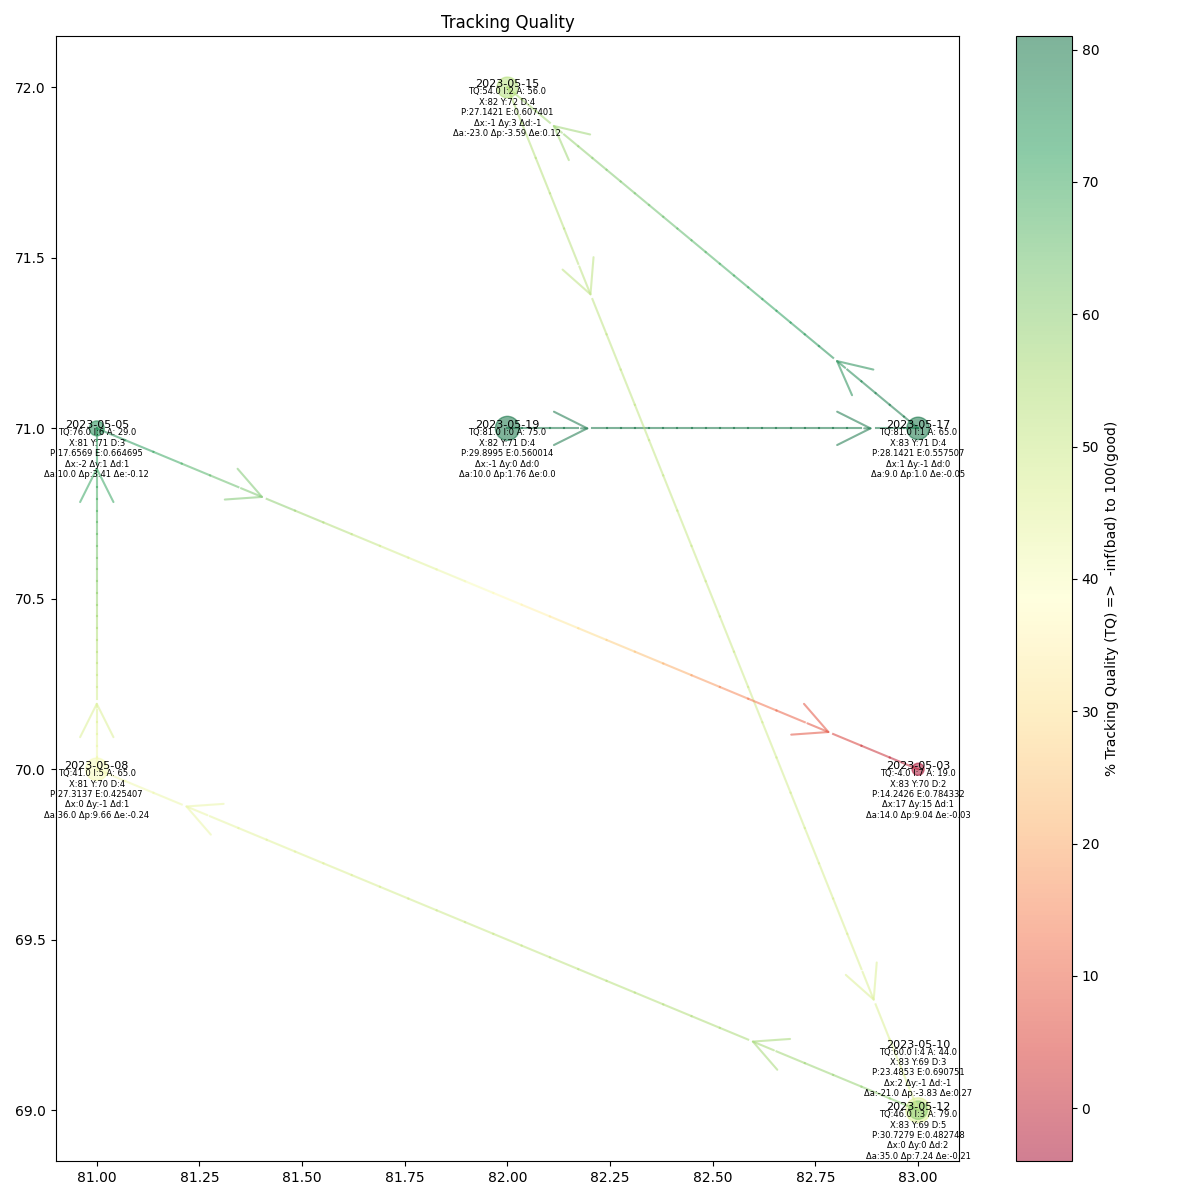 Tracking Quality
72.0
71.5
71.0
70.5
70.0
69.5
69.0
2023-05-15
TQ:54.0 I:2 A: 56.0
X:82 Y:72 D:4
P:27.1421 E:0.607401
Δx:-1 Δy:3 Δd:-1
Δa:-23.0 Δp:-3.59 Δe:0.12
2023-05-05
TQ:76.0 A: 29.0
X:81 Y:71 D:3
P:17.6569 E:0.664695
Δx:-2 Δy:1 Δd:1
Δa:10.0 Δp:3.41 Δe:-0.12
2023-05-19
TQ:81.0 I:0 A: 75.0
X:82 Y:71 D:4
P:29.8995 E:0.560014
Δx:-1 Δy:0 Δd:0
Δa:10.0 Δp:1.76 Δe:0.0
2023-05-17
TQ:81.0 I:1 A: 65.0
X:83 Y:71 D:4
P:28.1421 E:0.557507
Δx:1 Δy:-1 Δd:0
Δa:9.0 Δp:1.0 Δe:-0.05
2023-05-08
TQ:41.0 I:5 A: 65.0
X:81 Y:70 D:4
P:27.3137 E:0.425407
Δx:0 Δy:-1 Δd:1
Δa:36.0 Δp:9.66 Δe:-0.24
2023-05-03
TQ:-4.0 A: 19.0
X:83 Y:70 D:2
P:14.2426 E:0.784332
Δx:17 Δy:15 Δd:1
Δa:14.0 Δp:9.04 Δe:-0.03
2023-05-10
TQ:60.0 I:4 A: 44.0
X:83 Y:69 D:3
P:23.4853 E:0.690751
Δx:2 Δy:-1 Δd:-1
Δa:-21.0 Δp:-3.83 Δe:0.27
2023-05-12
TQ:46.0 I:3 A: 79.0
X:83 Y:69 D:5
P:30.7279 E:0.482748
Δx:0 Δy:0 Δd:2
Δa:35.0 Δp:7.24 Δe:-0.21
81.00 81.25 81.50 81.75 82.00 82.25 82.50 82.75 83.00
80
70
60
50
40
30
20
10
0
% Tracking Quality (TQ) => -inf(bad) to 100(good)